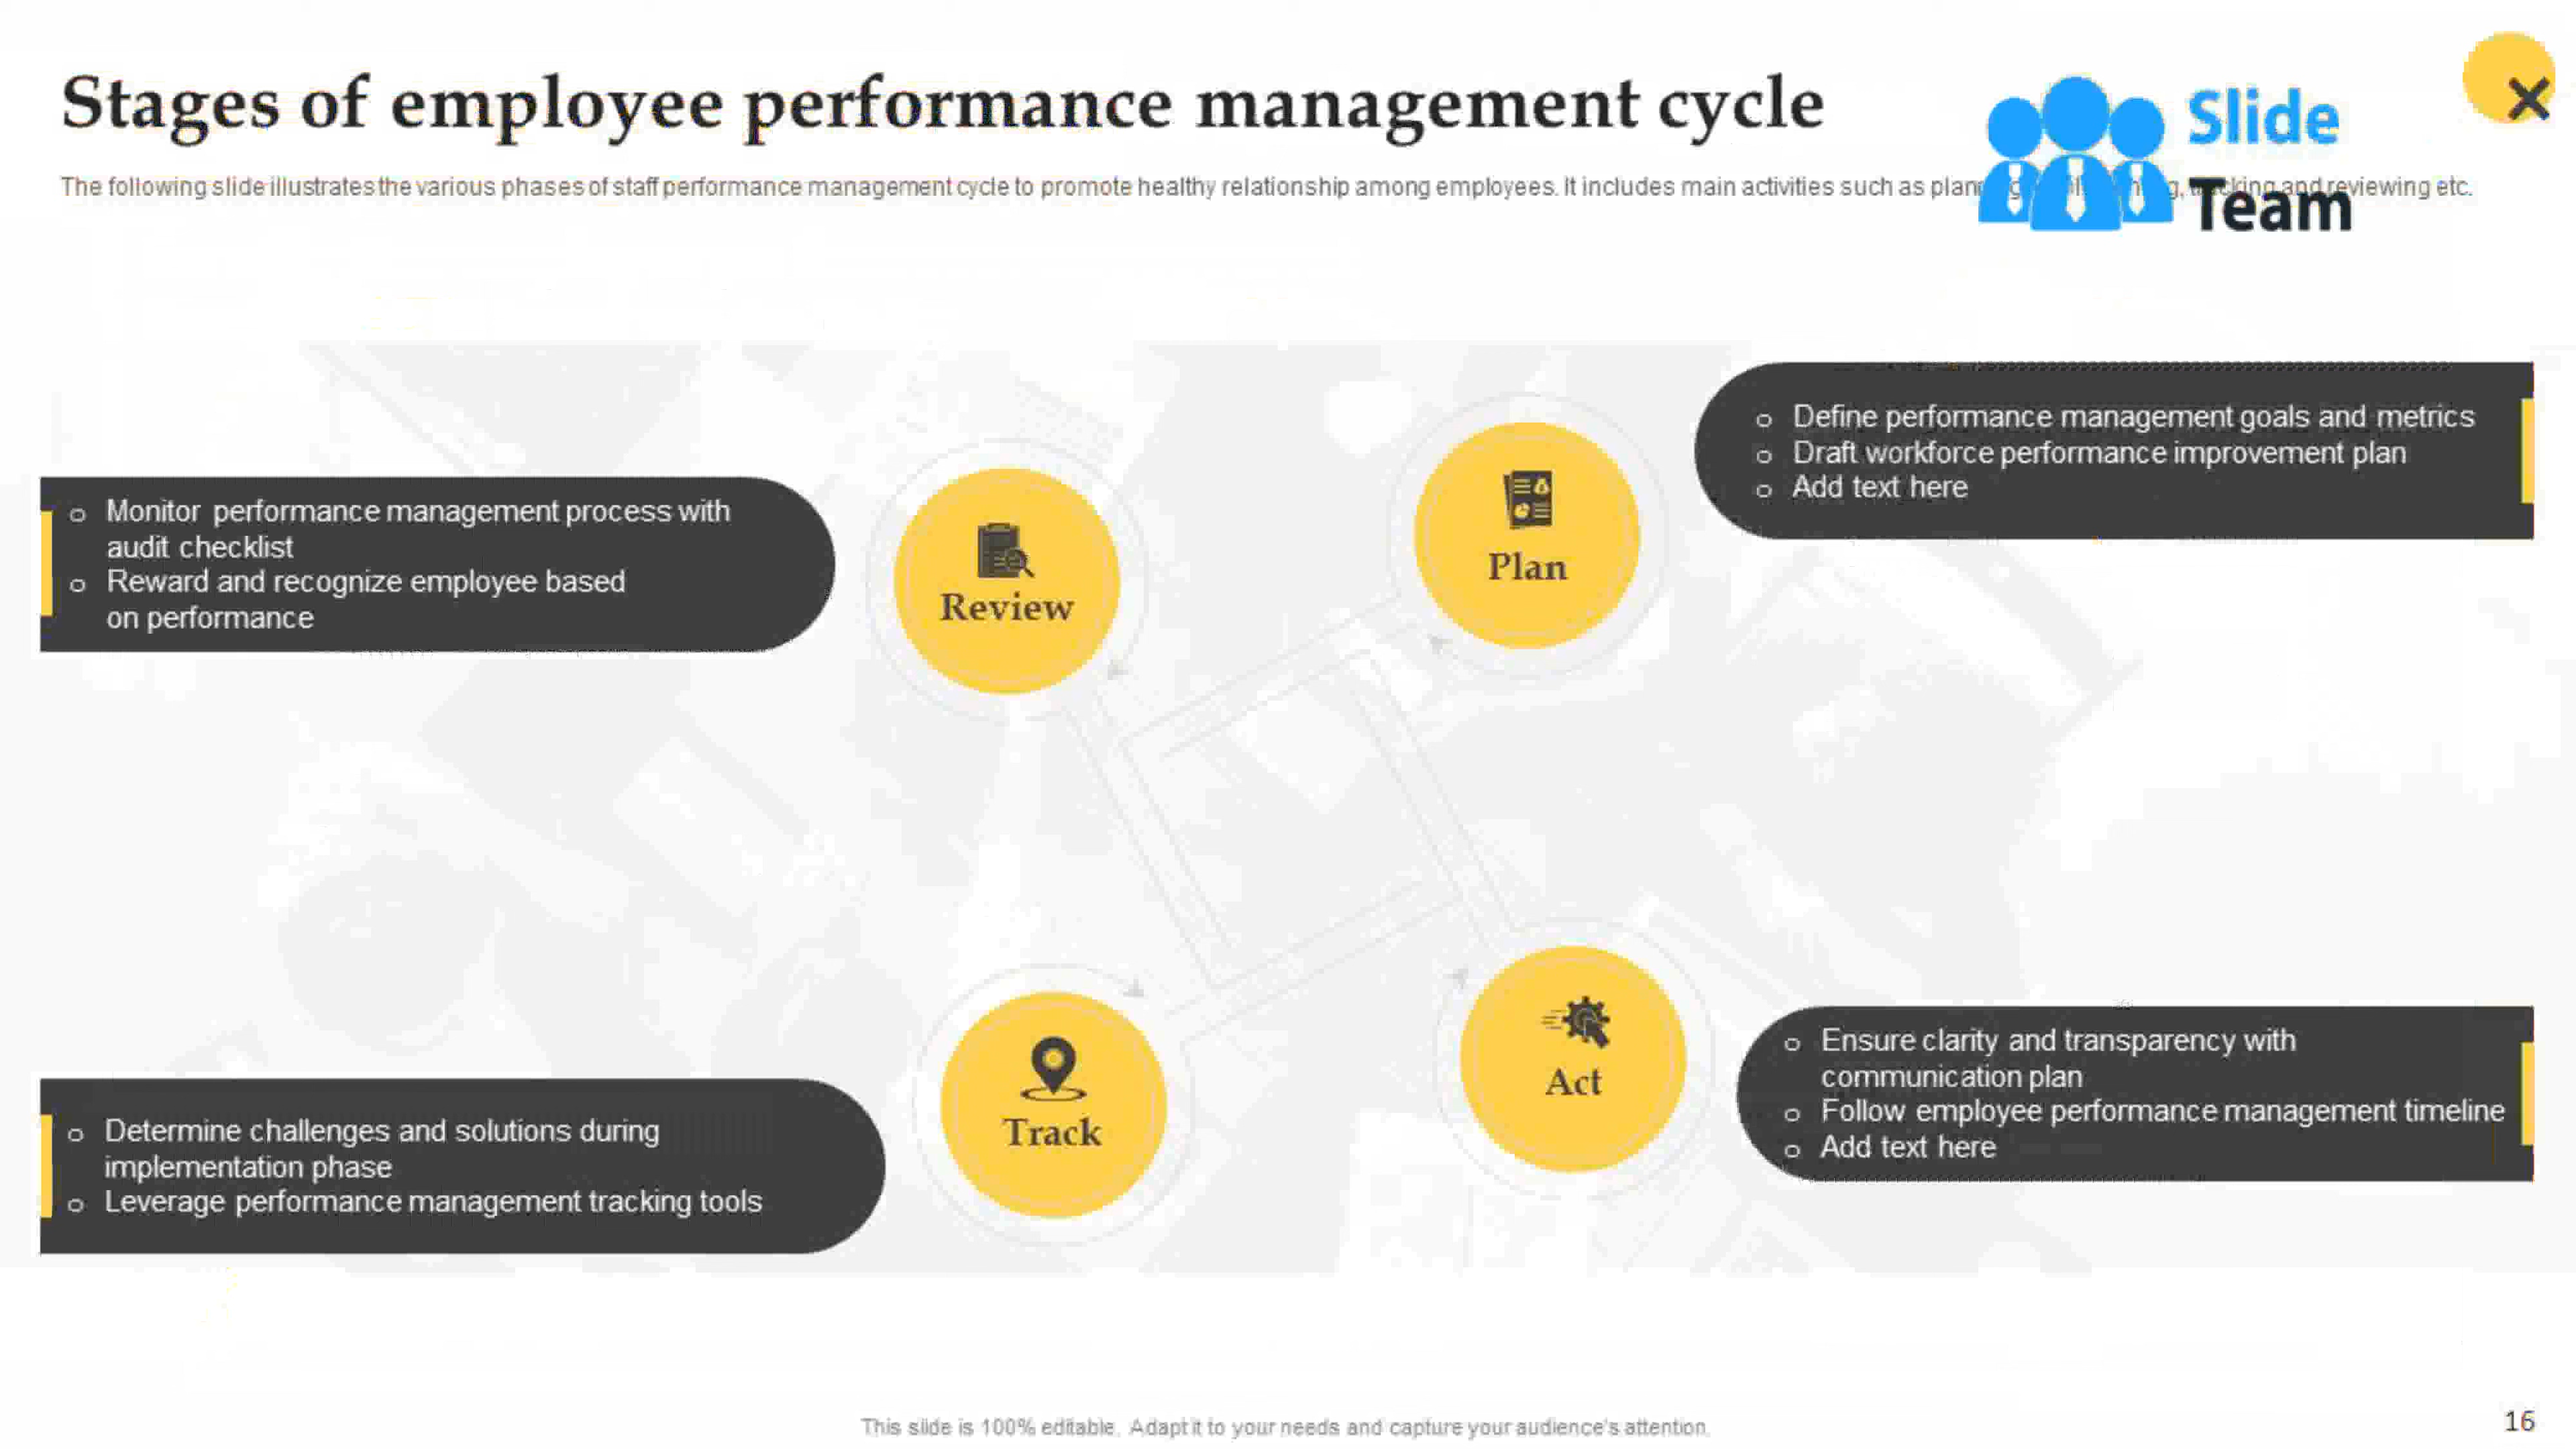 Stages of employee performance management cycle
Slide
Team
The following slide illustrates the various phases of staff performance management cycle to promote healthy relationship among employees. It includes main activities such as and reviewing etc.
Define performance management goals and metrics
Draft workforce performance improvement plan
Add text here
Plan
Monitor performance management process with
audit checklist
Reward and recognize employee based
on performance
Review
Ensure clarity and transparency with
communication plan
Follow employee performance management timeline
Add text here
Act
Determine challenges and solutions during
implementation phase
Leverage performance management tracking tools
Track
This slide is 100% editable. Adapt it to your needs and capture your audience's attention.
16